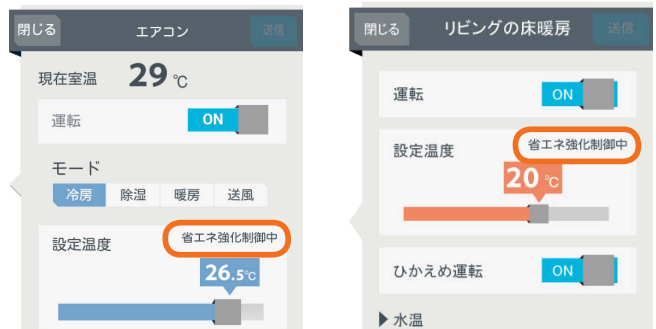 閉じる エアコン 送信
現在室温 29℃
運転 ON
モード
冷房 除湿 暖房 送風
設定温度 省エネ強化制御中
26.5℃
閉じる リビングの床暖房 送信
運転 ON
設定温度 省エネ強化制御中
20℃
ひかえめ運転 ON
▶水温